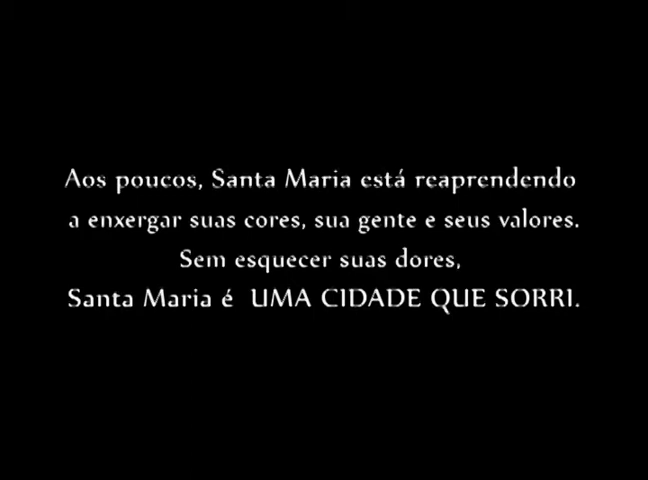 Aos poucos, Santa Maria está reaprendendo
a enxergar suas cores, sua gente e seus valores.
Sem esquecer suas dores,
Santa Maria é UMA CIDADE QUE SORRI.